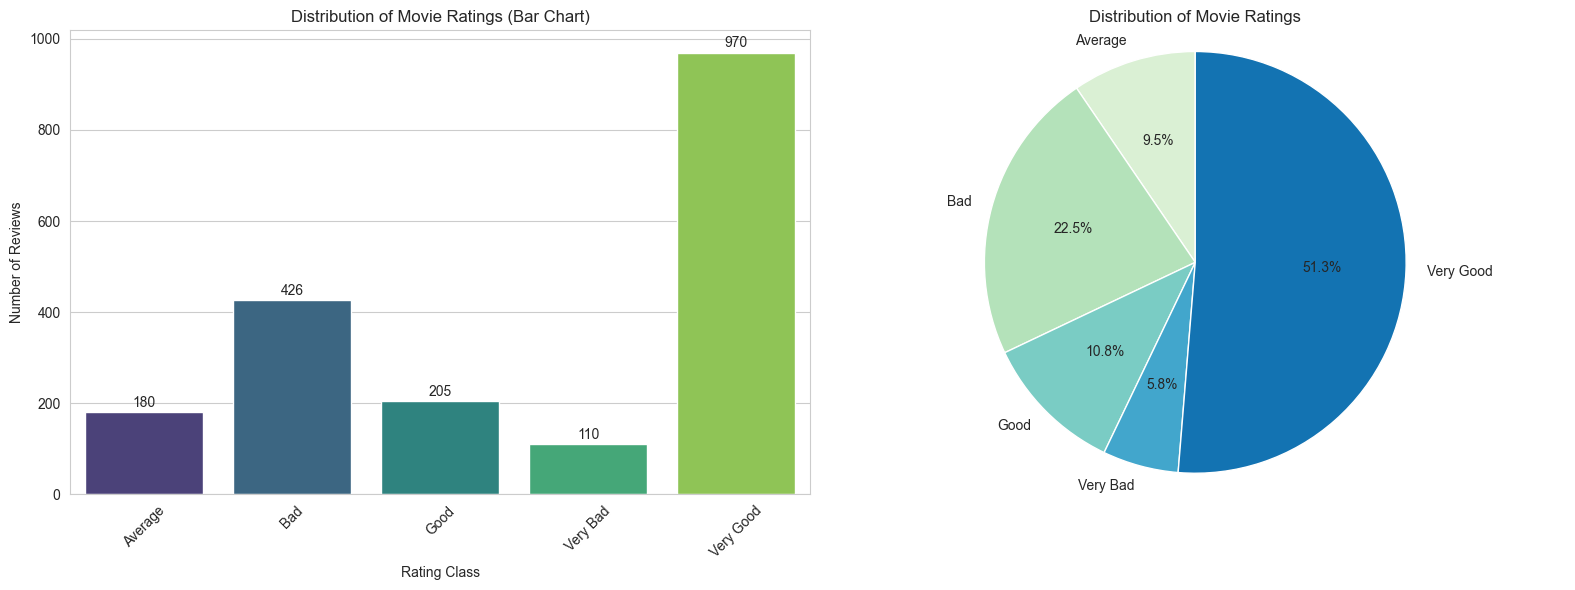 Distribution of Movie Ratings (Bar Chart)
1000
800
600
400
200
0
Number of Reviews
180
426
205
110
970
Average
Bad
Good
Very Bad
Very Good
Rating Class
Distribution of Movie Ratings
Average
9.5%
Bad
22.5%
51.3%
Very Good
10.8%
5.8%
Good
Very Bad